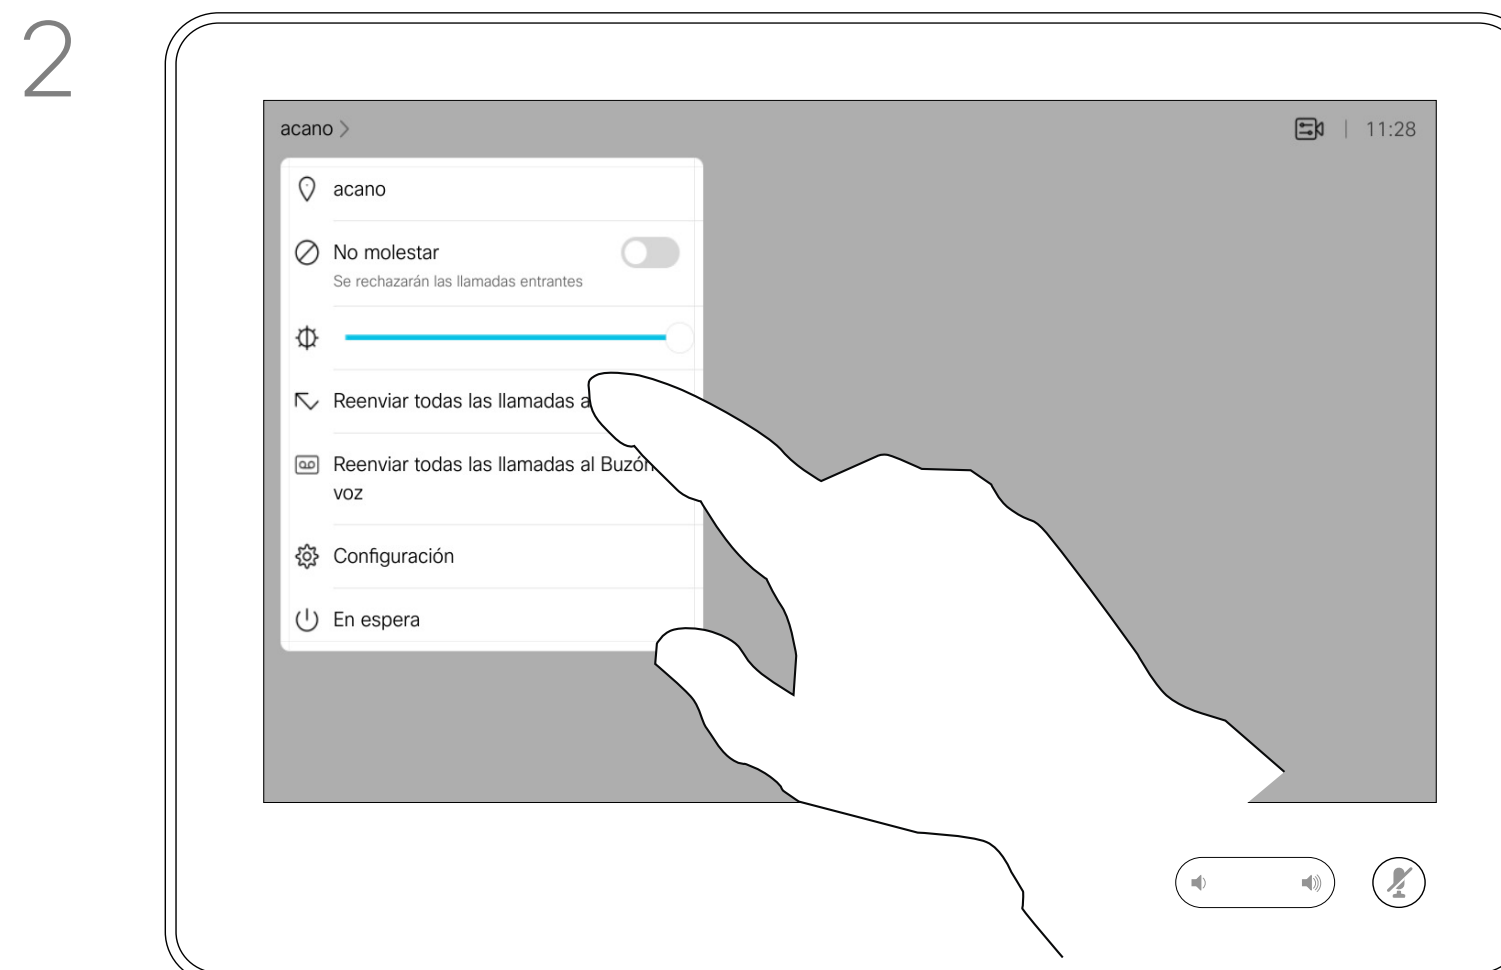 2
acano >
11:28
acano
No molestar
Se rechazarán las llamadas entrantes
Reenviar todas las llamadas a
Reenviar todas las llamadas al Buzón
voz
Configuración
En espera